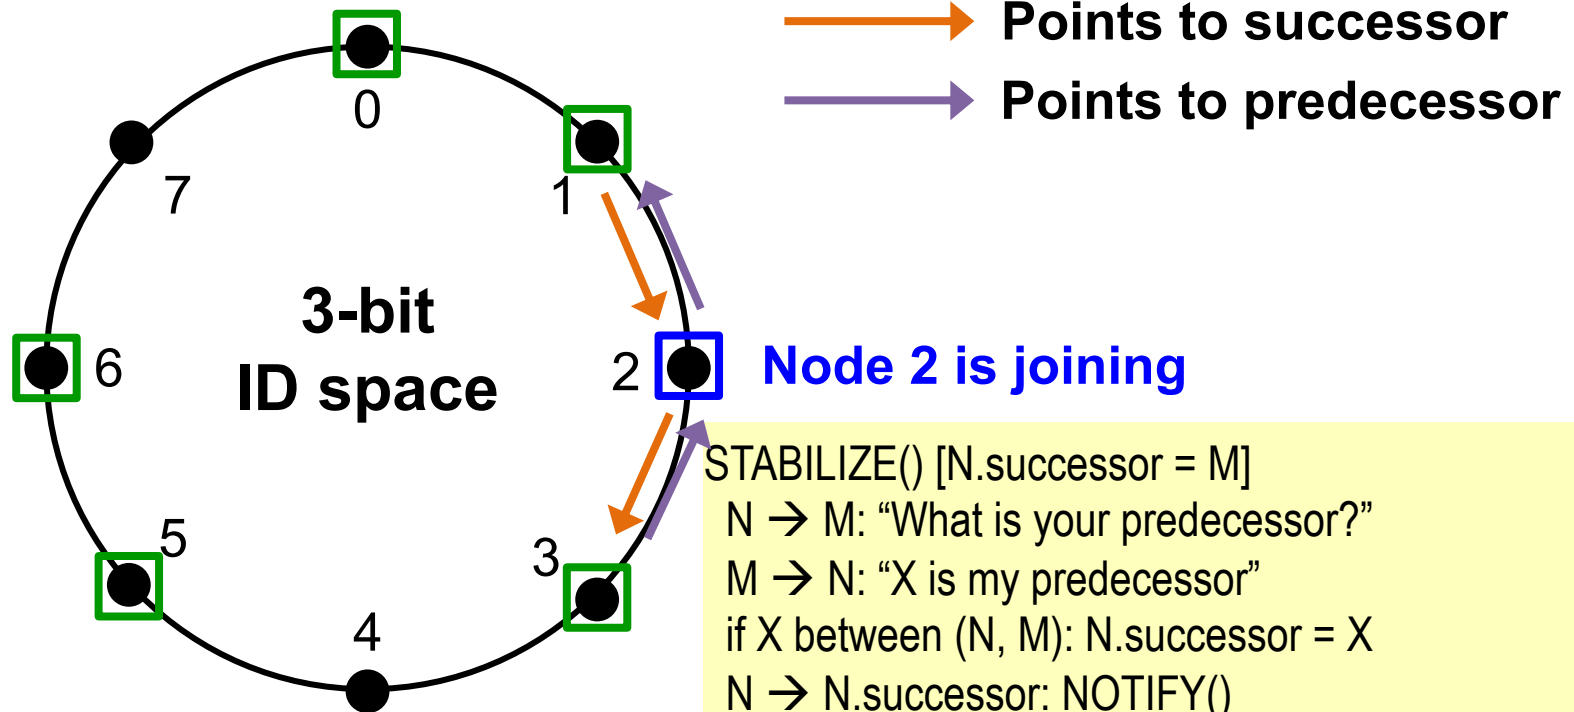 Points to successor
Points to predecessor
0
1
7
3-bit
ID space
6
2
Node 2 is joining
5
3
4
STABILIZE() [N.successor = M]
N → M: “What is your predecessor?”
M → N: “X is my predecessor”
if X between (N, M): N.successor = X
N → N.successor: NOTIFY()